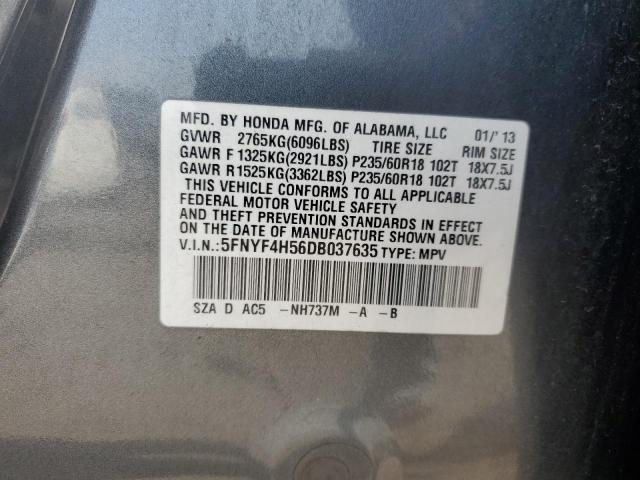 MFD. BY HONDA MFG. OF ALABAMA, LLC 01/'13
GVWR 2765KG(6096LBS) TIRE SIZE RIM SIZE
GAWR F 1325KG(2921LBS) P235/60R18 102T 18X7.5J
GAWR R1525KG(3362LBS) P235/60R18 102T 18X7.5J
THIS VEHICLE CONFORMS TO ALL APPLICABLE
FEDERAL MOTOR VEHICLE SAFETY
AND THEFT PREVENTION STANDARDS IN EFFECT
ON THE DATE OF MANUFACTURE SHOWN ABOVE.
V.I.N.:5FNYF4H56DB037635 TYPE: MPV
SZA D AC5 -NH737M -A -B